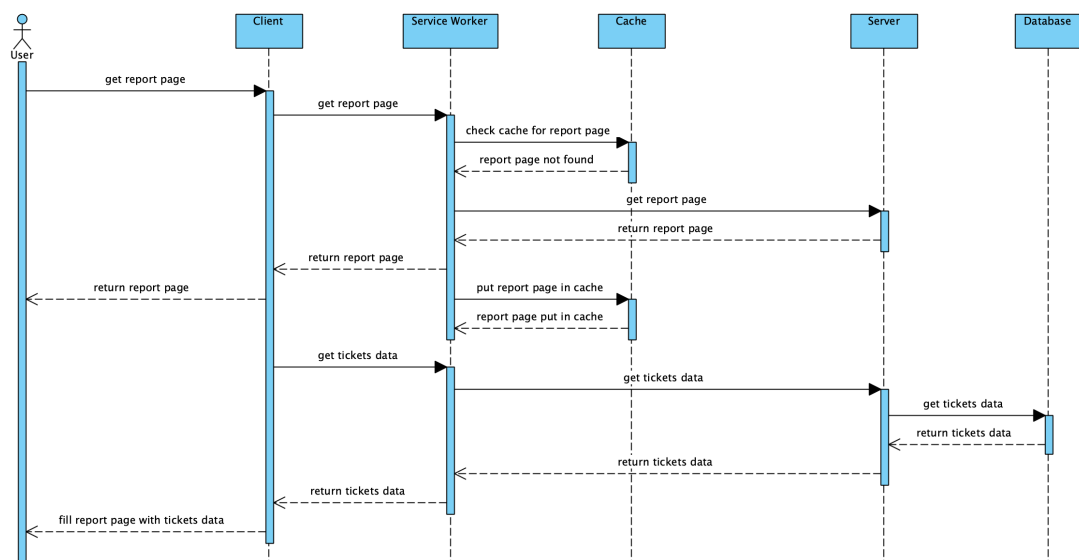 Client
Service Worker
Cache
Server
Database
User
get report page
get report page
check cache for report page
report page not found
get report page
return report page
return report page
return report page
put report page in cache
report page put in cache
get tickets data
get tickets data
get tickets data
return tickets data
return tickets data
return tickets data
fill report page with tickets data